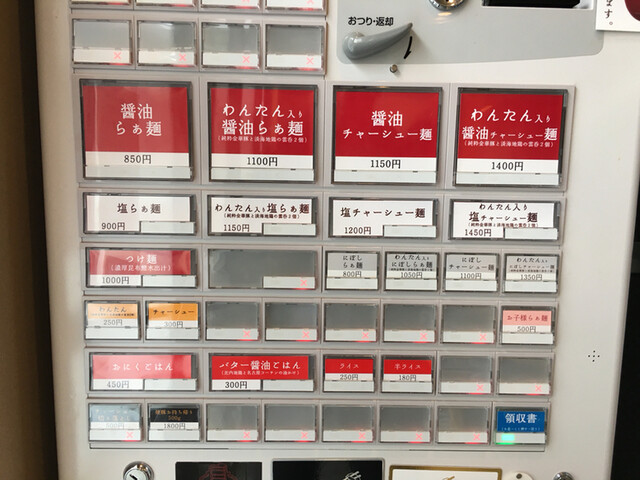 おつり・返却
ます。
醤油
らぁ麺
850円
わんたん入り
醤油らぁ麺
1100円
醤油
チャーシュー麺
1150円
わんたん入り
醤油チャーシュー麺
1400円
塩らぁ麺
900円
わんたん入り塩らぁ麺
1150円
塩チャーシュー麺
1200円
わんたん入り
塩チャーシュー麺
1450円
つけ麺
1000円
にぼし
らぁ麺
800円
わんたん入り
にぼしらぁ麺
1050円
にぼし
チャーシュー麺
1100円
わんたん入り
にぼしチャーシュー麺
1350円
わんたん
250円
チャーシュー
300円
お子様らぁ麺
500円
おにくごはん
450円
バター醤油ごはん
300円
ライス
250円
半ライス
180円
1800円
領収書